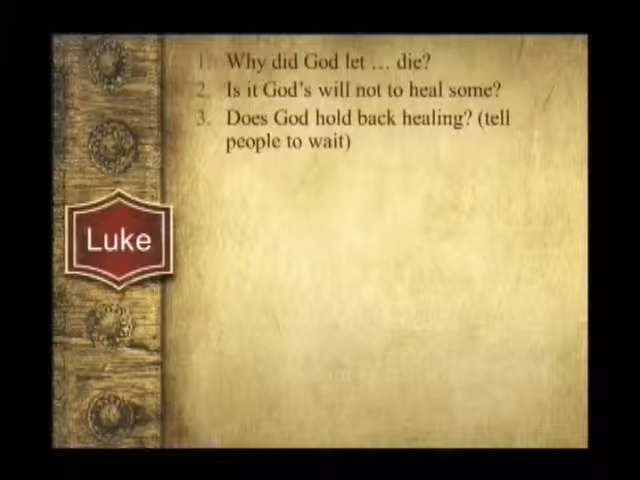 1. Why did God let … die?
2. Is it God's will not to heal some?
3. Does God hold back healing? (tell
people to wait)
Luke